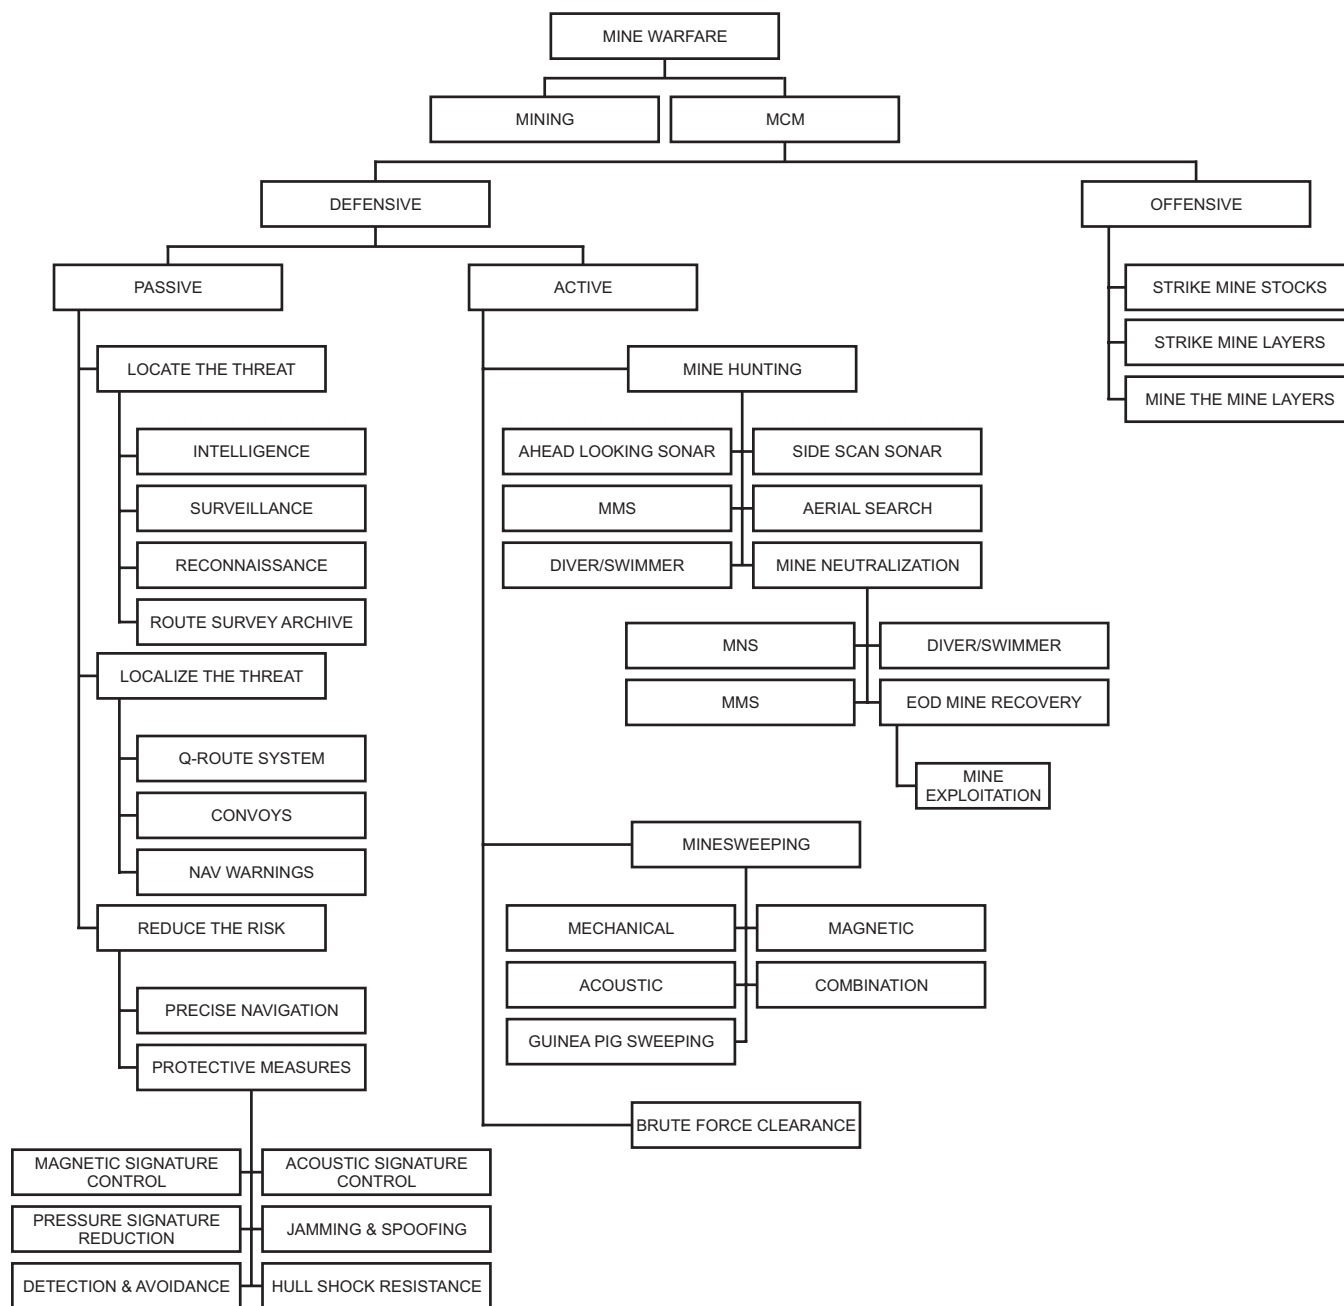 MINE WARFARE
MINING
MCM
DEFENSIVE
OFFENSIVE
PASSIVE
ACTIVE
STRIKE MINE STOCKS
STRIKE MINE LAYERS
MINE THE MINE LAYERS
LOCATE THE THREAT
INTELLIGENCE
SURVEILLANCE
RECONNAISSANCE
ROUTE SURVEY ARCHIVE
LOCALIZE THE THREAT
Q-ROUTE SYSTEM
CONVOYS
NAV WARNINGS
REDUCE THE RISK
PRECISE NAVIGATION
PROTECTIVE MEASURES
MAGNETIC SIGNATURE
CONTROL
ACOUSTIC SIGNATURE
CONTROL
PRESSURE SIGNATURE
REDUCTION
JAMMING & SPOOFING
DETECTION & AVOIDANCE
HULL SHOCK RESISTANCE
MINE HUNTING
AHEAD LOOKING SONAR
SIDE SCAN SONAR
MMS
AERIAL SEARCH
DIVER/SWIMMER
MINE NEUTRALIZATION
MNS
DIVER/SWIMMER
MMS
EOD MINE RECOVERY
MINE
EXPLOITATION
MINESWEEPING
MECHANICAL
MAGNETIC
ACOUSTIC
COMBINATION
GUINEA PIG SWEEPING
BRUTE FORCE CLEARANCE